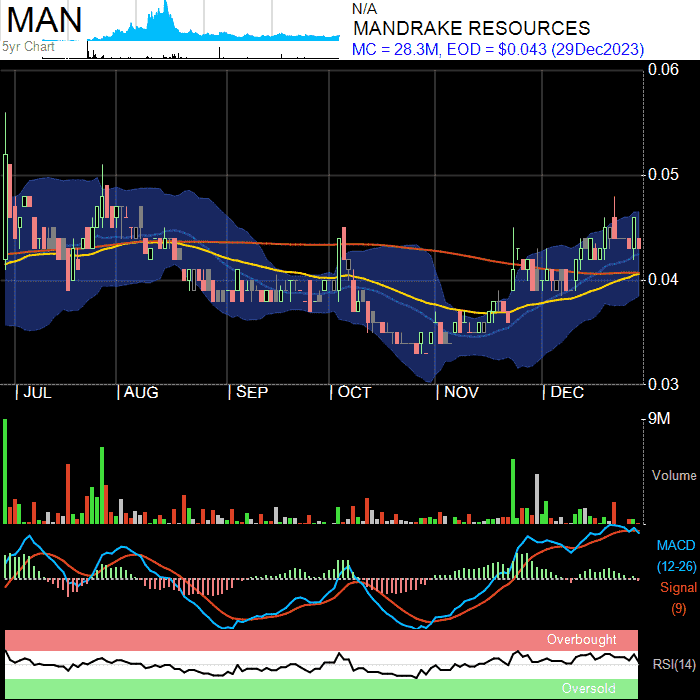 MAN
5yr Chart
N/A
MANDRAKE RESOURCES
MC = 28.3M, EOD = $0.043 (29Dec2023)
0.06
0.05
0.04
0.03
JUL AUG SEP OCT NOV DEC
9M
Volume
MACD
(12-26)
Signal
(9)
Overbought
RSI(14)
Oversold